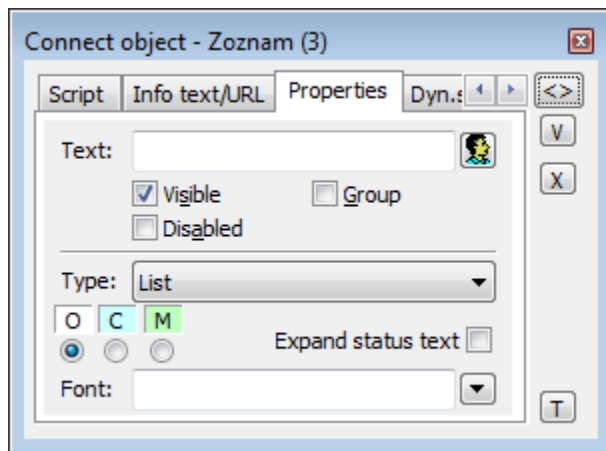 Connect object - Zoznam (3)
Script Info text/URL Properties Dyn.s <>
Text: V
Visible Group X
Disabled
Type: List
O C M
Expand status text
Font:
T